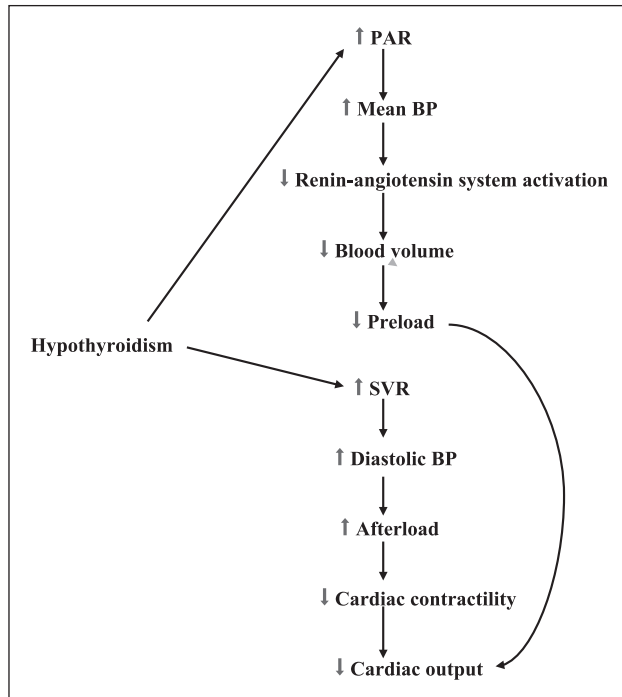 ↑ PAR
↑ Mean BP
↓ Renin-angiotensin system activation
↓ Blood volume
↓ Preload
Hypothyroidism
↑ SVR
↑ Diastolic BP
↑ Afterload
↓ Cardiac contractility
↓ Cardiac output